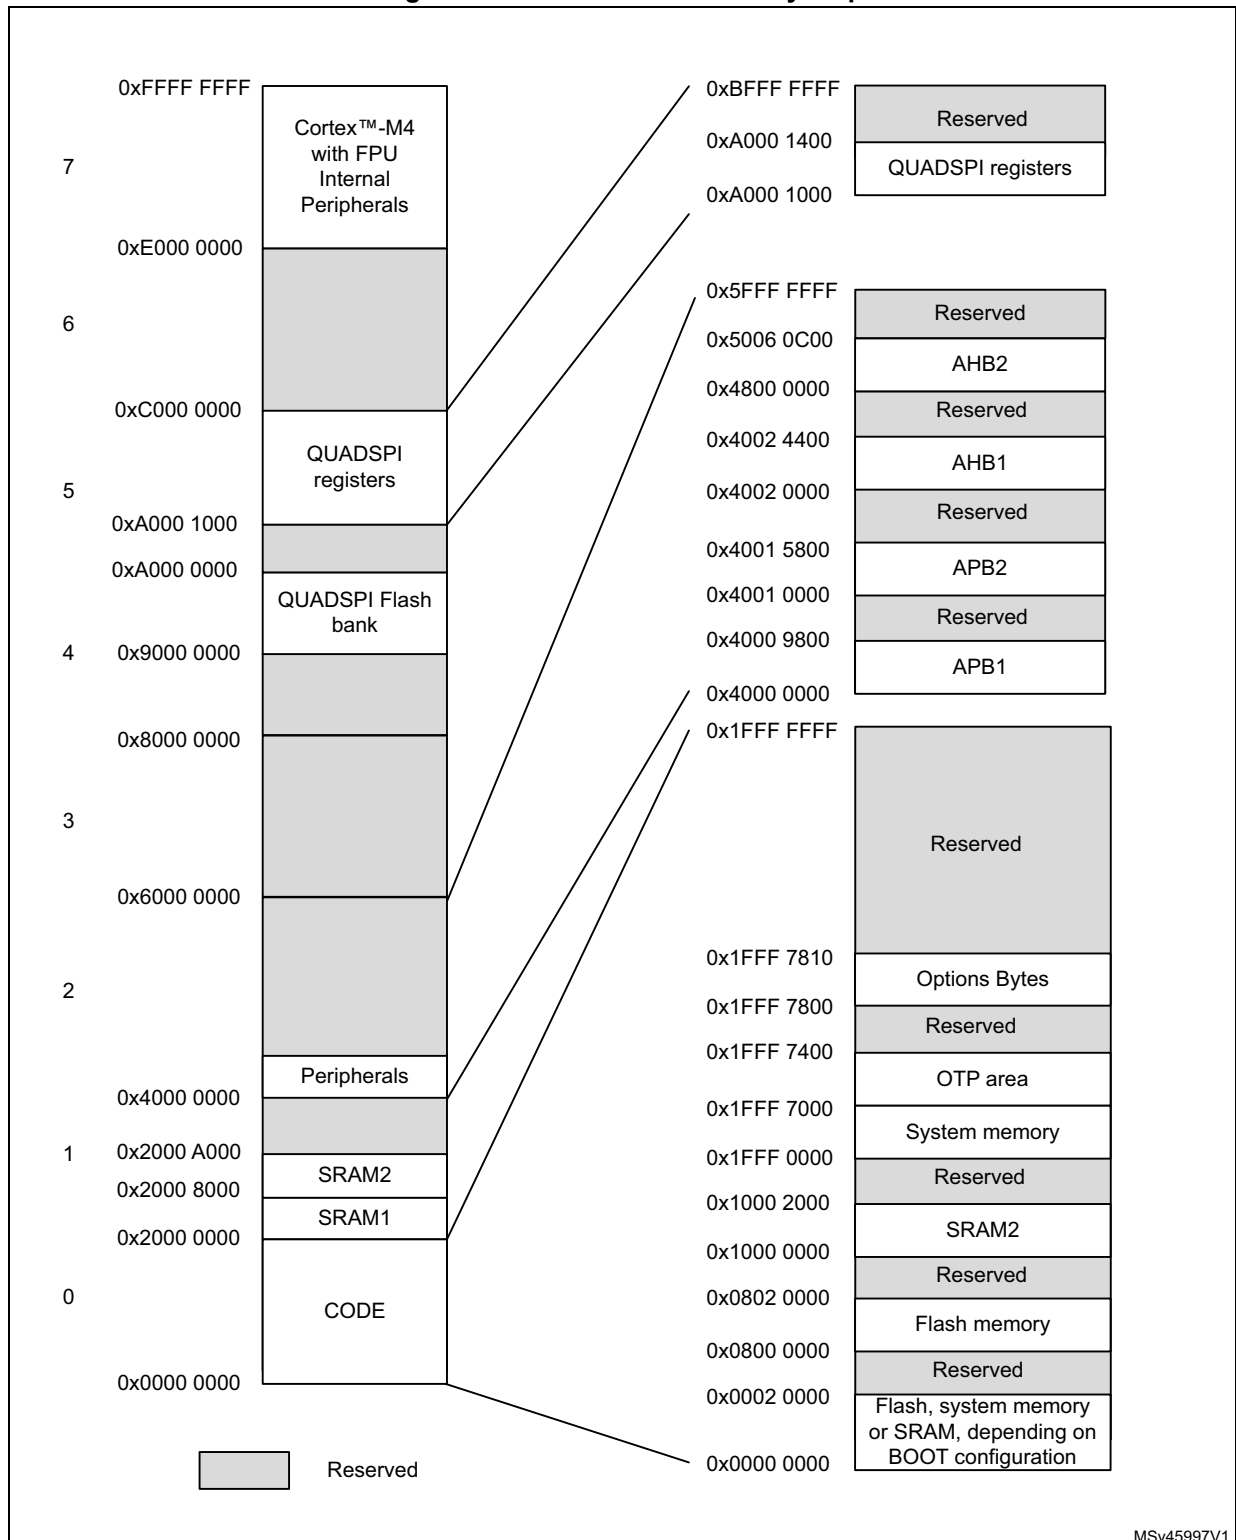 0xFFFF FFFF
Cortex™-M4
with FPU
Internal
Peripherals
7
0xE000 0000
6
0xC000 0000
QUADSPI
registers
5
0xA000 1000
0xA000 0000
QUADSPI Flash
bank
4
0x9000 0000
0x8000 0000
3
0x6000 0000
2
Peripherals
0x4000 0000
1
0x2000 A000
SRAM2
0x2000 8000
SRAM1
0x2000 0000
0
CODE
0x0000 0000
Reserved
0xBFFF FFFF
Reserved
0xA000 1400
QUADSPI registers
0xA000 1000
0x5FFF FFFF
Reserved
0x5006 0C00
AHB2
0x4800 0000
Reserved
0x4002 4400
AHB1
0x4002 0000
Reserved
0x4001 5800
APB2
0x4001 0000
Reserved
0x4000 9800
APB1
0x4000 0000
0x1FFF FFFF
Reserved
0x1FFF 7810
Options Bytes
0x1FFF 7800
Reserved
0x1FFF 7400
OTP area
0x1FFF 7000
System memory
0x1FFF 0000
Reserved
0x1000 2000
SRAM2
0x1000 0000
Reserved
0x0802 0000
Flash memory
0x0800 0000
Reserved
0x0002 0000
Flash, system memory
or SRAM, depending on
BOOT configuration
0x0000 0000
MSv45997V1